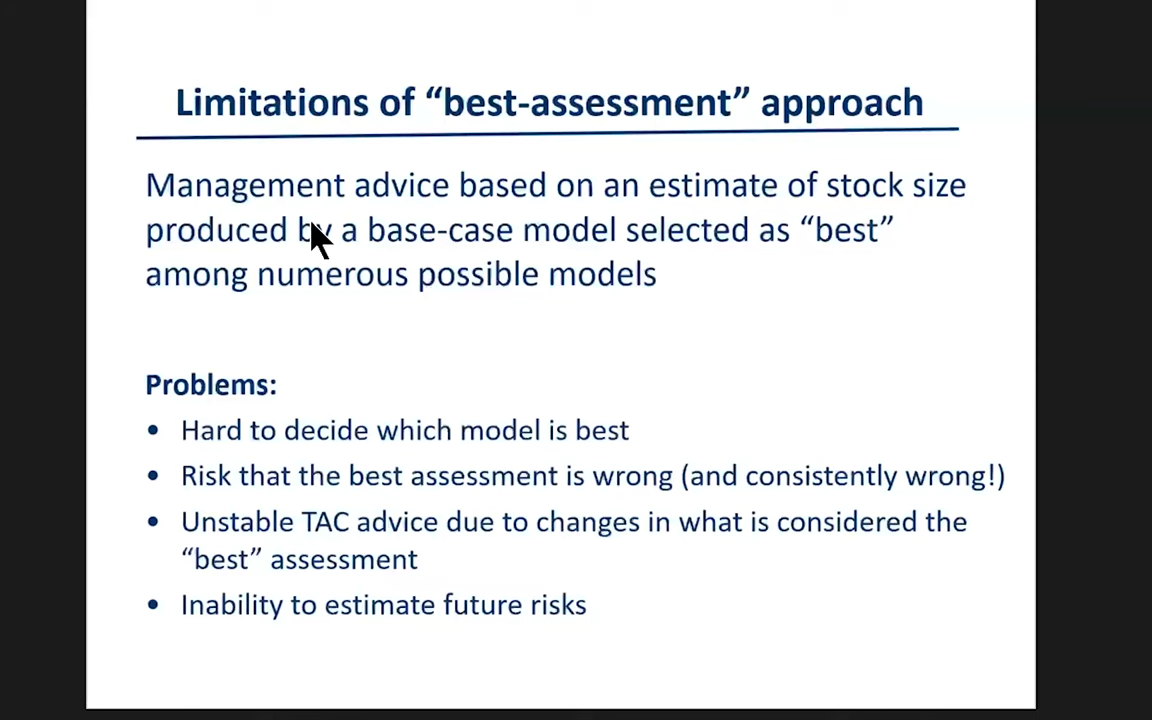 Limitations of “best-assessment” approach
Management advice based on an estimate of stock size
produced by a base-case model selected as “best”
among numerous possible models
Problems:
• Hard to decide which model is best
• Risk that the best assessment is wrong (and consistently wrong!)
• Unstable TAC advice due to changes in what is considered the
“best” assessment
• Inability to estimate future risks